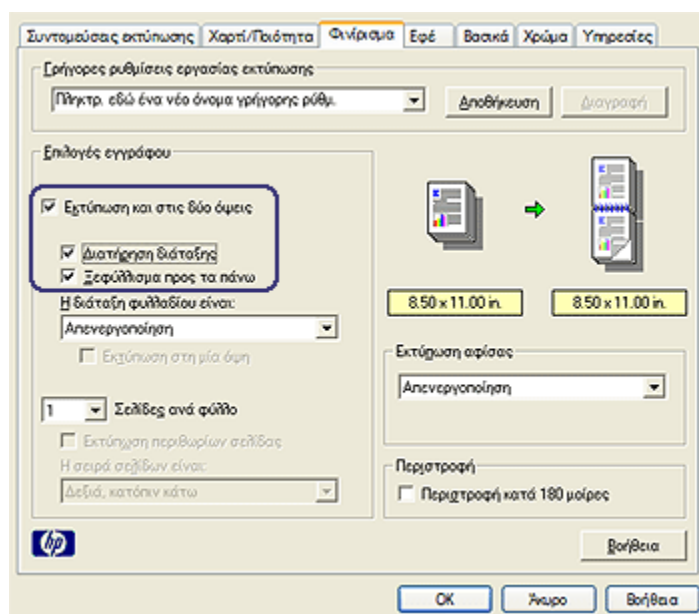 Συντομεύσεις εκτύπωσης Χαρτί/Ποιότητα Φινίρισμα Εφέ Βασικά Χρώμα Υπηρεσίες
Γρήγορες ρυθμίσεις εργασίας εκτύπωσης
Πληκτρ. εδώ ένα νέο όνομα γρήγορης ρύθμ. Αποθήκευση Διαγραφή
Επιλογές εγγράφου
Εκτύπωση και στις δύο όψεις
Διατήρηση διάταξης
Ξεφύλλισμα προς τα πάνω
Η διάταξη φυλλαδίου είναι:
Απενεργοποίηση
Εκτύπωση στη μία όψη
1 Σελίδες ανά φύλλο
Εκτύπωση περιθωρίων σελίδας
Η σειρά σελίδων είναι:
Δεξιά, κατόπιν κάτω
8.50 x 11.00 in. 8.50 x 11.00 in.
Εκτύπωση αφίσας
Απενεργοποίηση
Περιστροφή
Περιστροφή κατά 180 μοίρες
hp Βοήθεια
OK Άκυρο Βοήθεια